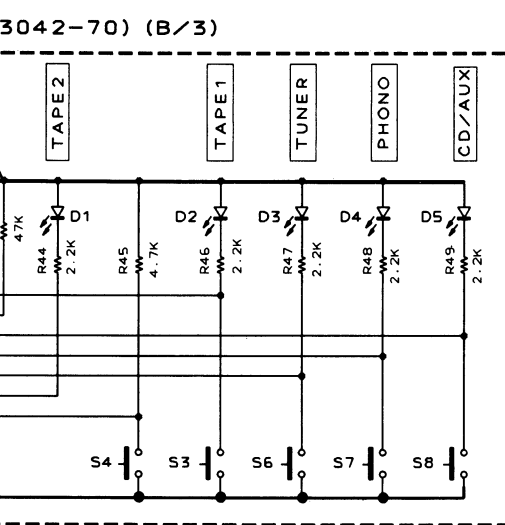 3042-70) (B/3)
TAPE2
TAPE1
TUNER
PHONO
CD/AUX
D1
D2
D3
D4
D5
47K
R44
2.2K
R45
4.7K
R46
2.2K
R47
2.2K
R48
2.2K
R49
2.2K
S4
S3
S6
S7
S8